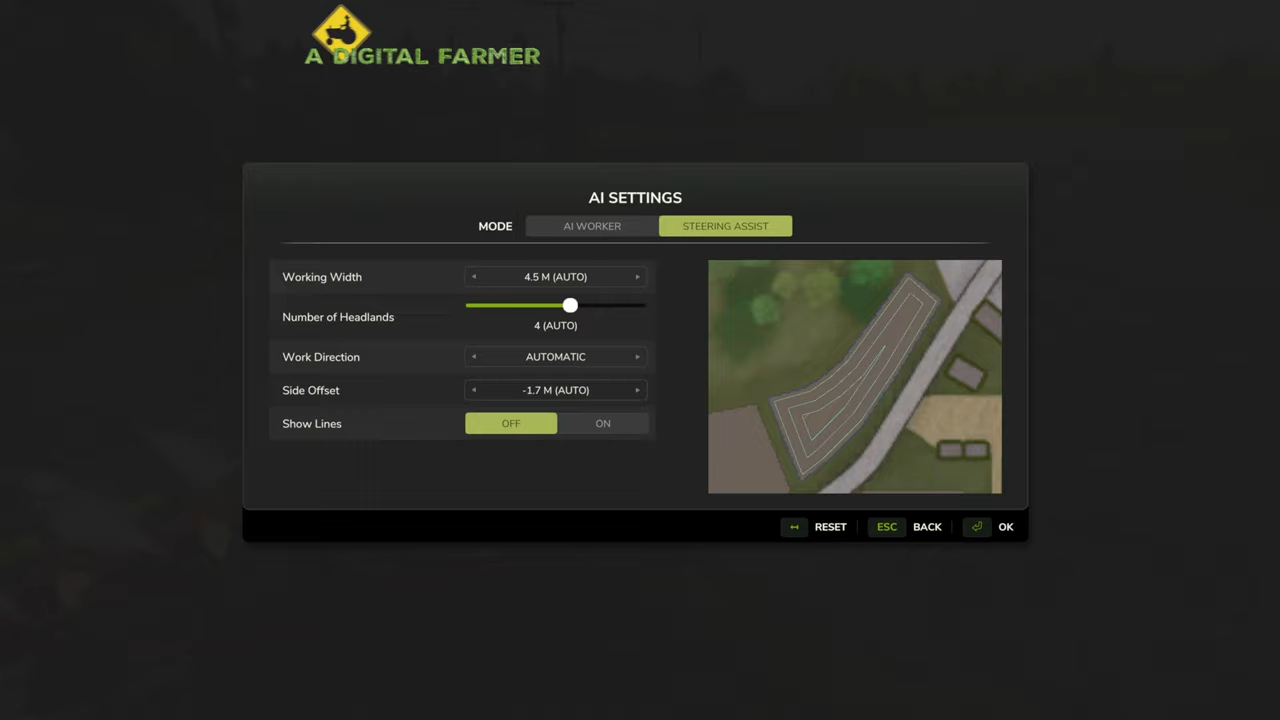 A DIGITAL FARMER
AI SETTINGS
MODE AI WORKER STEERING ASSIST
Working Width 4.5 M (AUTO)
Number of Headlands
4 (AUTO)
Work Direction AUTOMATIC
Side Offset -1.7 M (AUTO)
Show Lines OFF ON
RESET ESC BACK OK